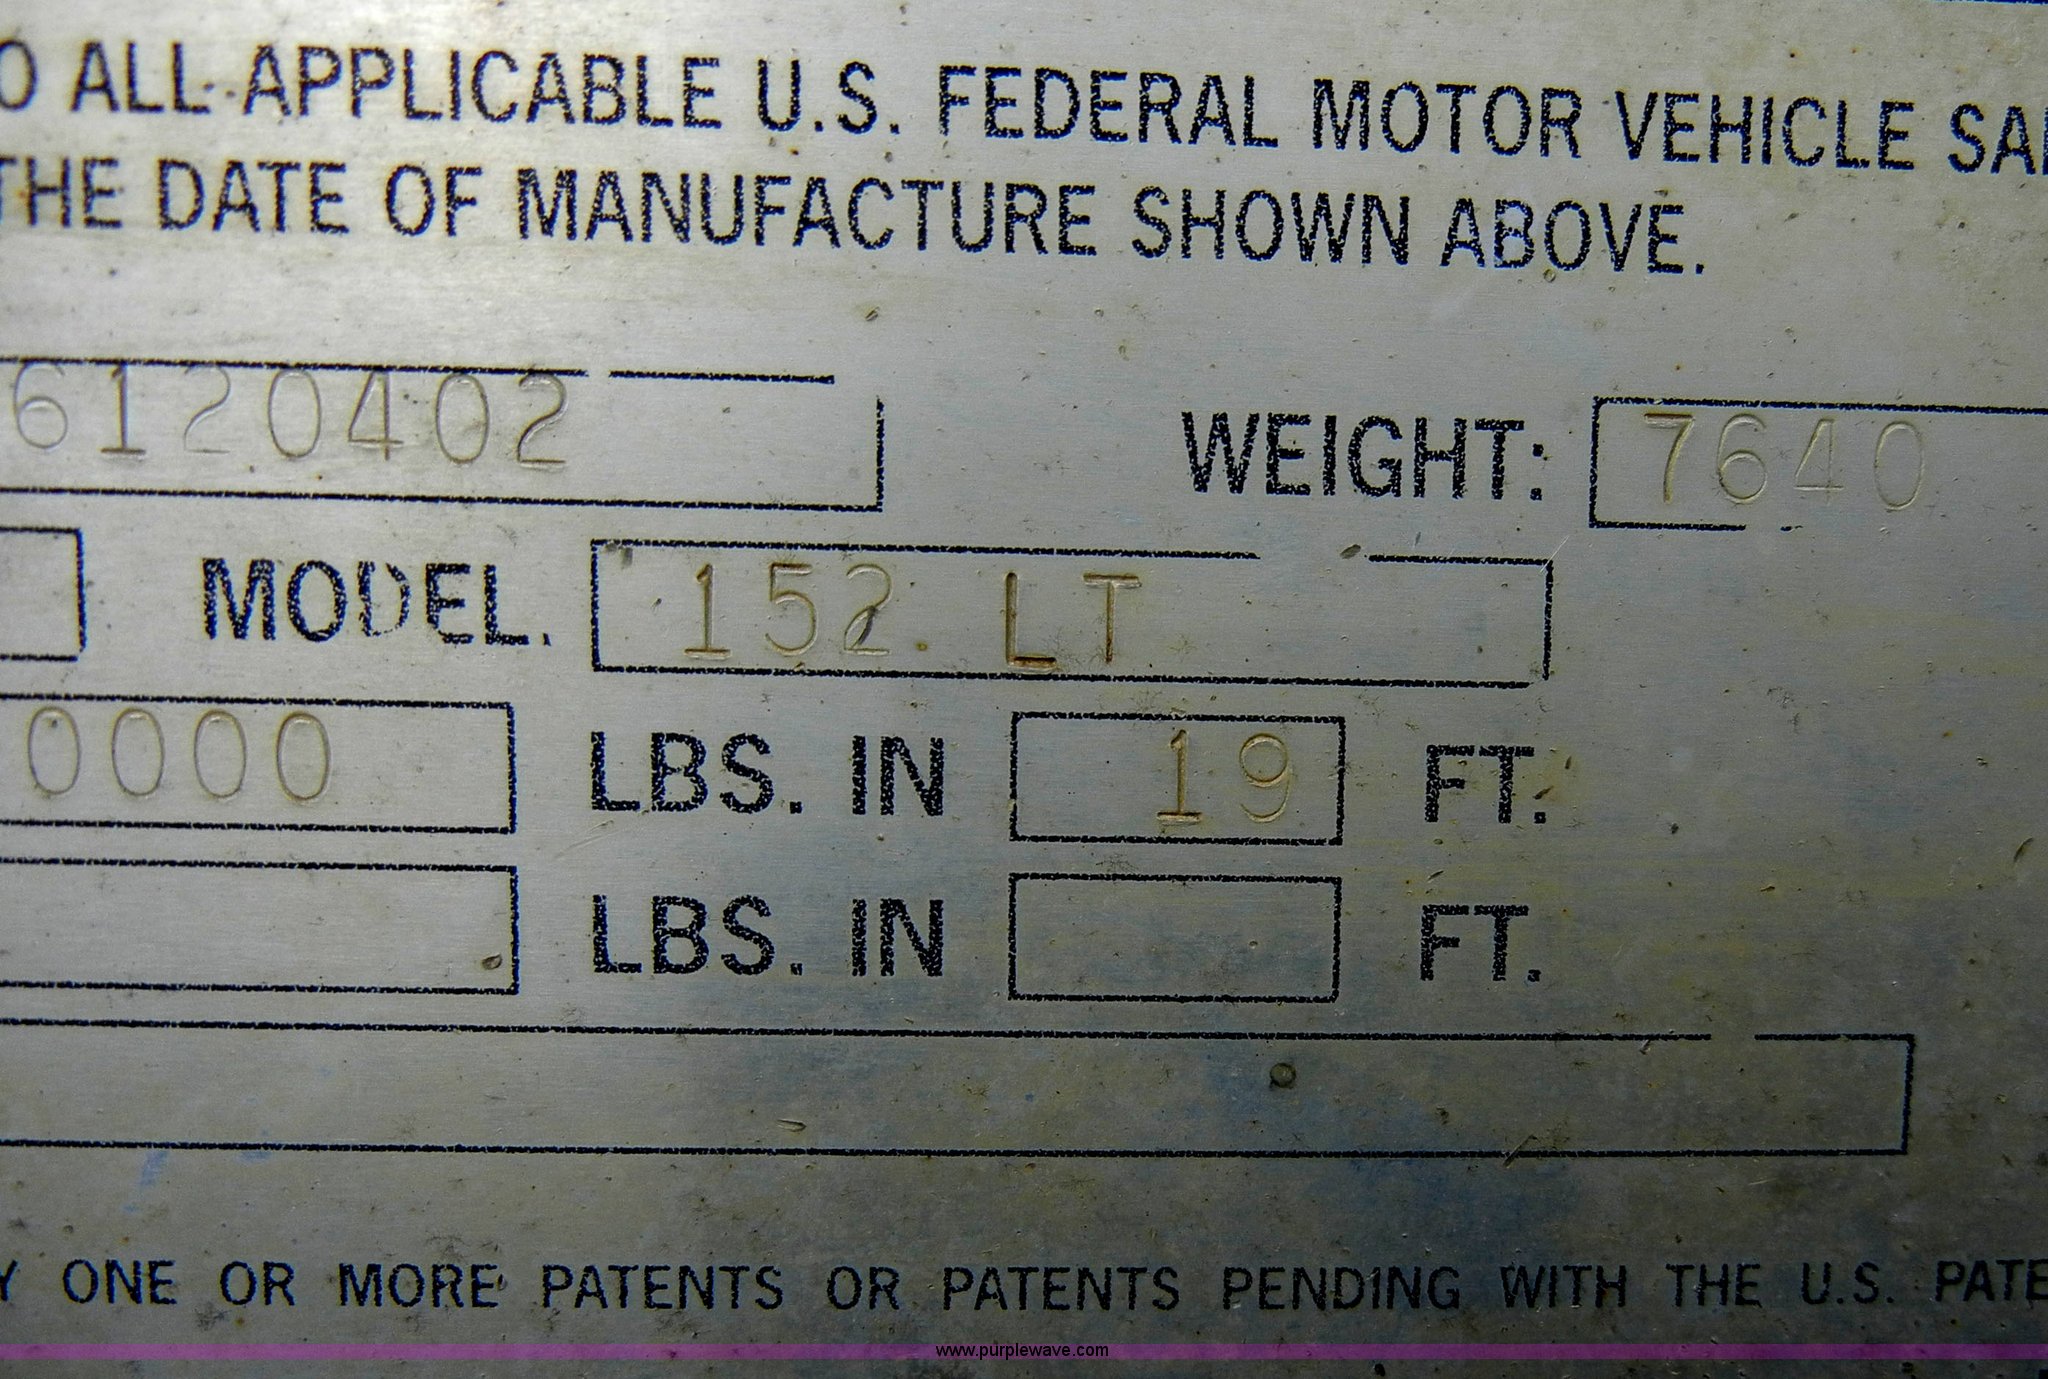 O ALL APPLICABLE U.S. FEDERAL MOTOR VEHICLE SA
THE DATE OF MANUFACTURE SHOWN ABOVE.
6120402 WEIGHT: 7640
MODEL. 152 LT
0000 LBS. IN 19 FT.
LBS. IN FT.
Y ONE OR MORE PATENTS OR PATENTS PENDING WITH THE U.S. PATE
www.purplewave.com